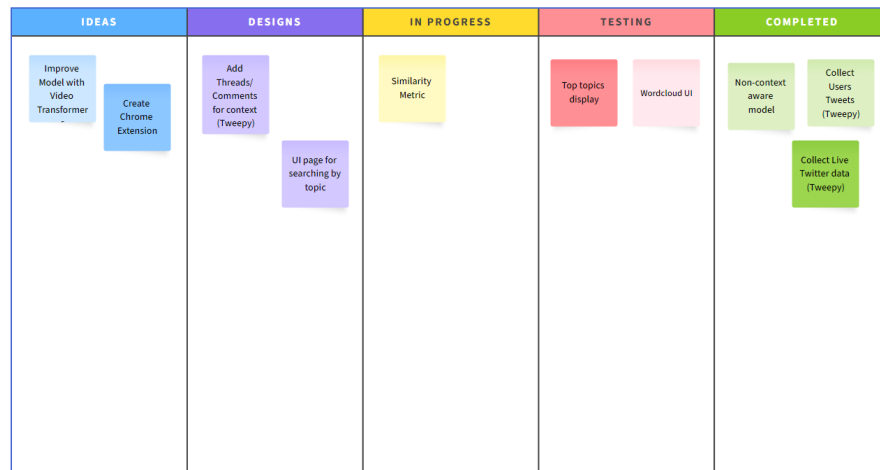 IDEAS
DESIGNS
IN PROGRESS
TESTING
COMPLETED
Improve
Model with
Video
Transformer
Create
Chrome
Extension
Add
Threads/
Comments
for context
(Tweepy)
UI page for
searching by
topic
Similarity
Metric
Top topics
display
Wordcloud UI
Non-context
aware
model
Collect
Users
Tweets
(Tweepy)
Collect Live
Twitter data
(Tweepy)